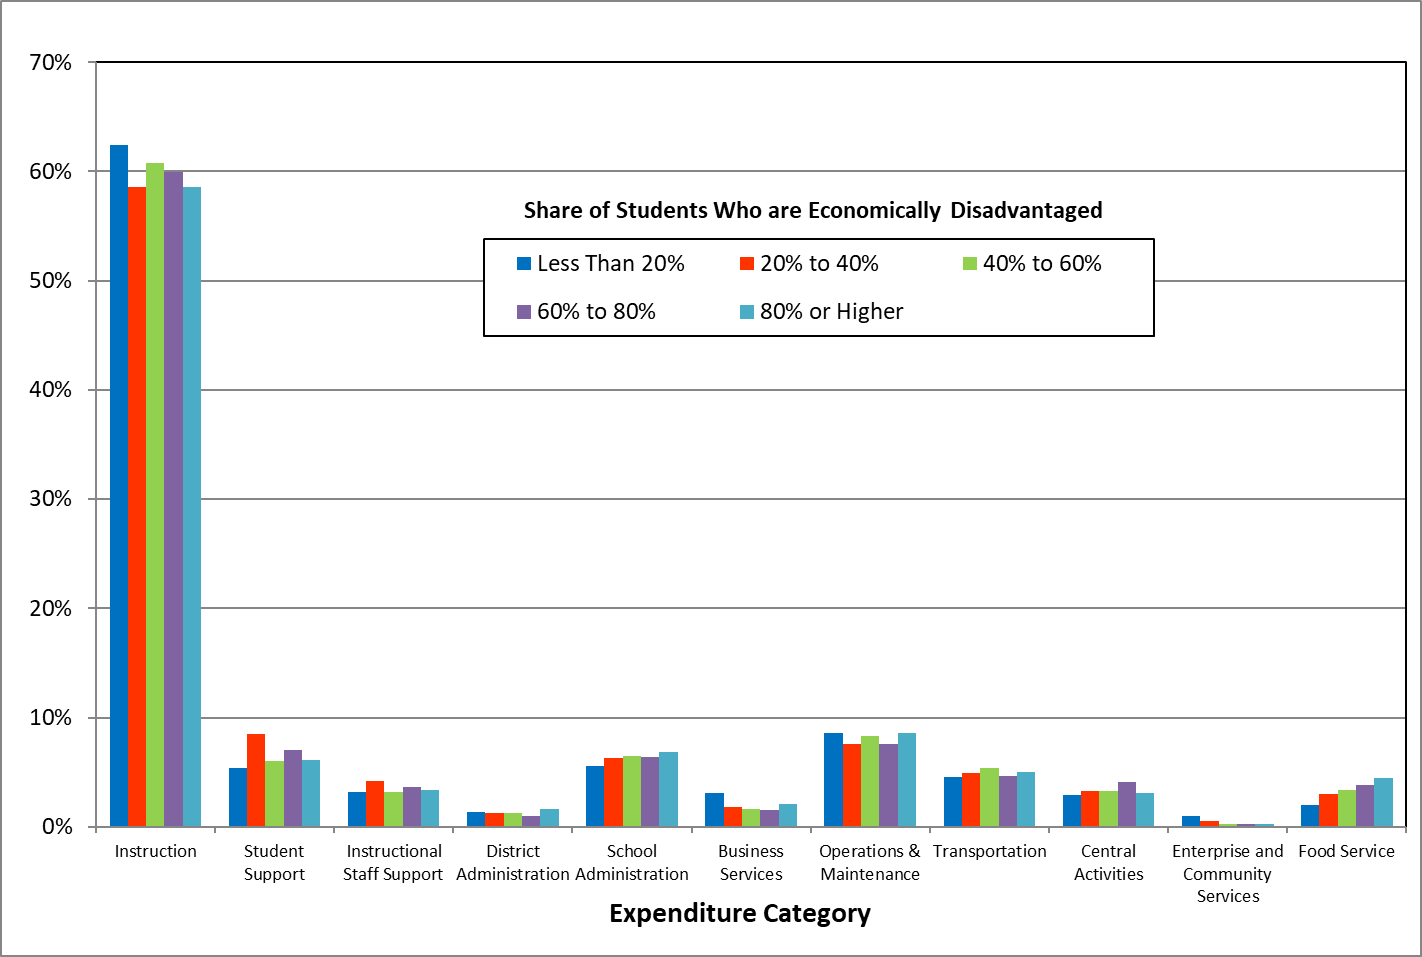 70%
60%
50%
40%
30%
20%
10%
0%
Share of Students Who are Economically Disadvantaged
Less Than 20%
20% to 40%
40% to 60%
60% to 80%
80% or Higher
Instruction
Student
Support
Instructional
Staff Support
District
Administration
School
Administration
Business
Services
Operations &
Maintenance
Transportation
Central
Activities
Enterprise and
Community
Services
Food Service
Expenditure Category